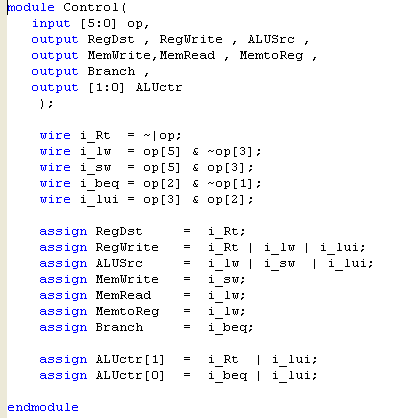 module Control(
input [5:0] op,
output RegDst , RegWrite , ALUSrc ,
output MemWrite,MemRead , MemtoReg ,
output Branch ,
output [1:0] ALUctr
);
wire i_Rt = ~|op;
wire i_lw = op[5] & ~op[3];
wire i_sw = op[5] & op[3];
wire i_beq = op[2] & ~op[1];
wire i_lui = op[3] & op[2];
assign RegDst = i_Rt;
assign RegWrite = i_Rt | i_lw | i_lui;
assign ALUSrc = i_lw | i_sw | i_lui;
assign MemWrite = i_sw;
assign MemRead = i_lw;
assign MemtoReg = i_lw;
assign Branch = i_beq;
assign ALUctr[1] = i_Rt | i_lui;
assign ALUctr[0] = i_beq | i_lui;
endmodule